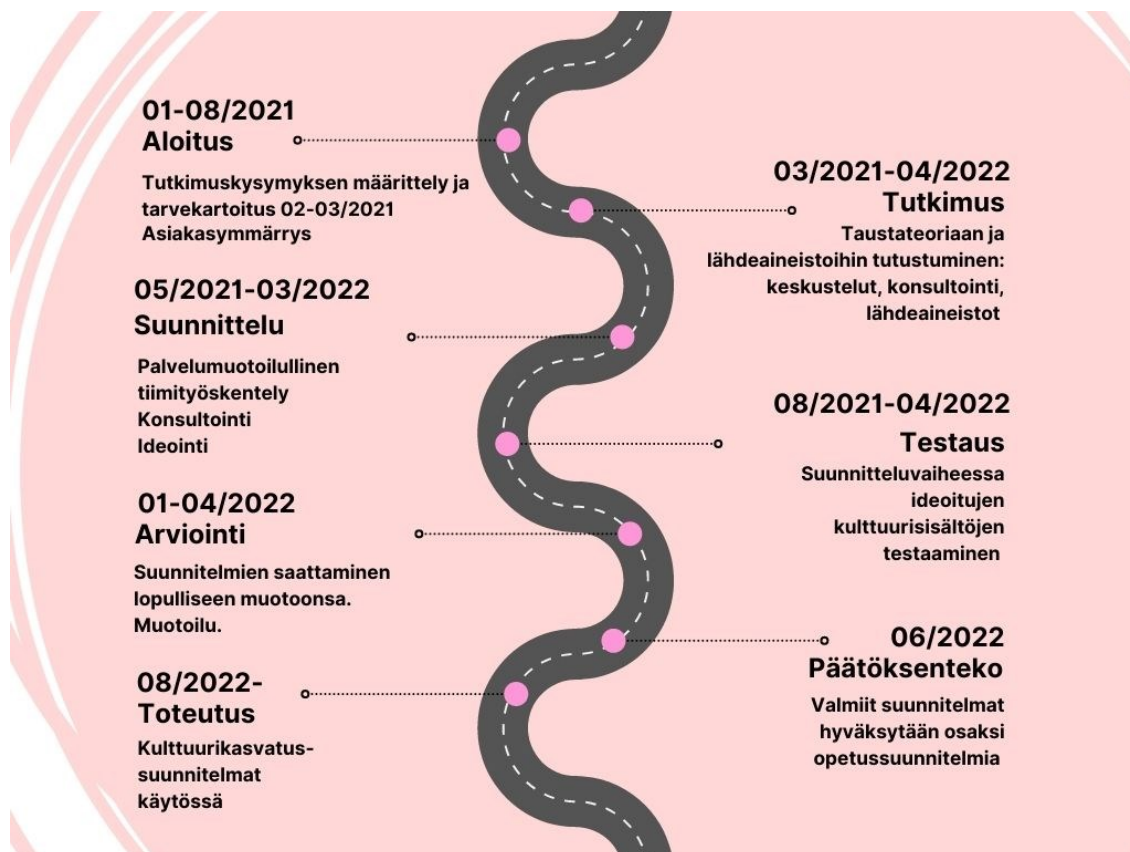 01-08/2021
Aloitus
Tutkimuskysymyksen määrittely ja
tarvekartoitus 02-03/2021
Asiakasymmärrys
03/2021-04/2022
Tutkimus
Taustateoriaan ja
lähdeaineistoihin tutustuminen:
keskustelut, konsultointi,
lähdeaineistot
05/2021-03/2022
Suunnittelu
Palvelumuotoilullinen
tiimityöskentely
Konsultointi
Ideointi
08/2021-04/2022
Testaus
Suunnitteluvaiheessa
ideoitujen
kulttuurisisältöjen
testaaminen
01-04/2022
Arviointi
Suunnitelmien saattaminen
lopulliseen muotoonsa.
Muotoilu.
06/2022
Päätöksenteko
Valmiit suunnitelmat
hyväksytään osaksi
opetussuunnitelmia
08/2022-
Toteutus
Kulttuurikasvatus-
suunnitelmat
käytössä